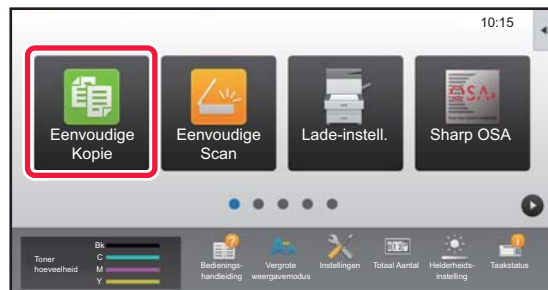 10:15
Eenvoudige
Kopie
Eenvoudige
Scan
Lade-instell.
Sharp OSA
OSA
Toner
hoeveelheid
Bk
C
M
Y
Bedienings-
handleiding
Vergrote
weergavemodus
Instellingen
Totaal Aantal
Helderheids-
instelling
Taakstatus